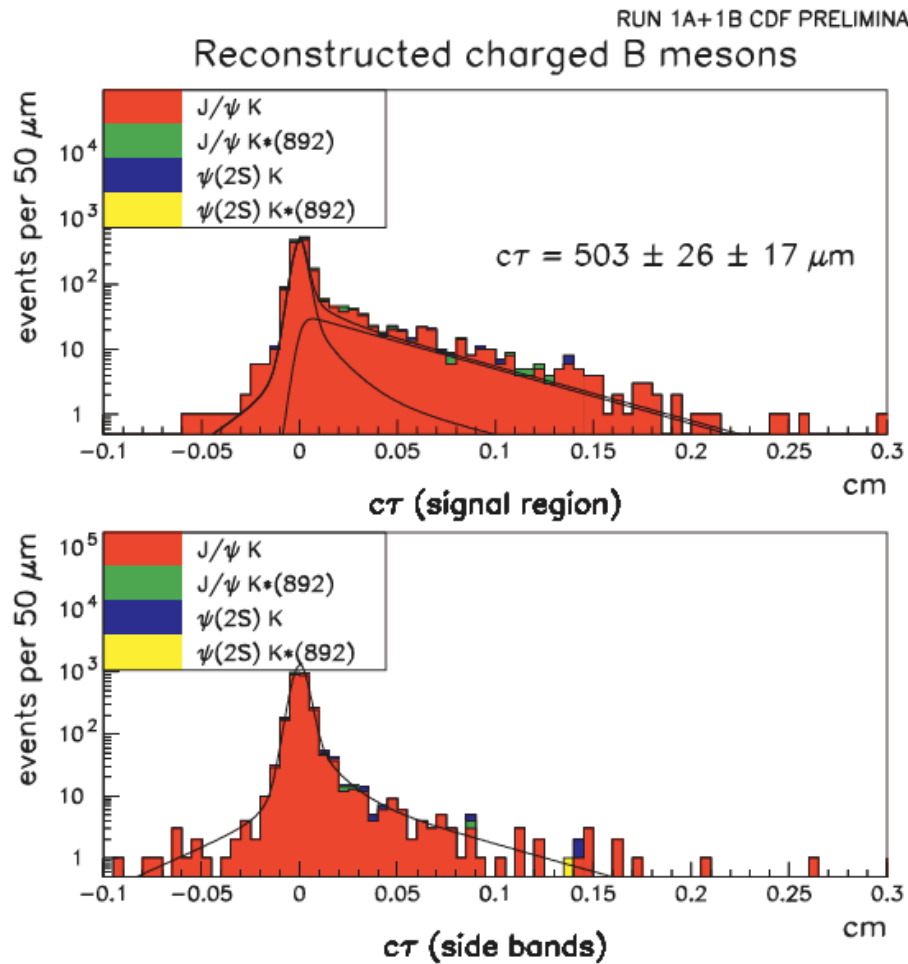 RUN 1A+1B CDF PRELIMINA
Reconstructed charged B mesons
events per 50 μm
J/ψ K
J/ψ K*(892)
ψ(2S) K
ψ(2S) K*(892)
10⁴
10³
10²
10
1
cτ = 503 ± 26 ± 17 μm
-0.1 -0.05 0 0.05 0.1 0.15 0.2 0.25 0.3
cm
cτ (signal region)
events per 50 μm
J/ψ K
J/ψ K*(892)
ψ(2S) K
ψ(2S) K*(892)
10⁵
10⁴
10³
10²
10
1
-0.1 -0.05 0 0.05 0.1 0.15 0.2 0.25 0.3
cm
cτ (side bands)